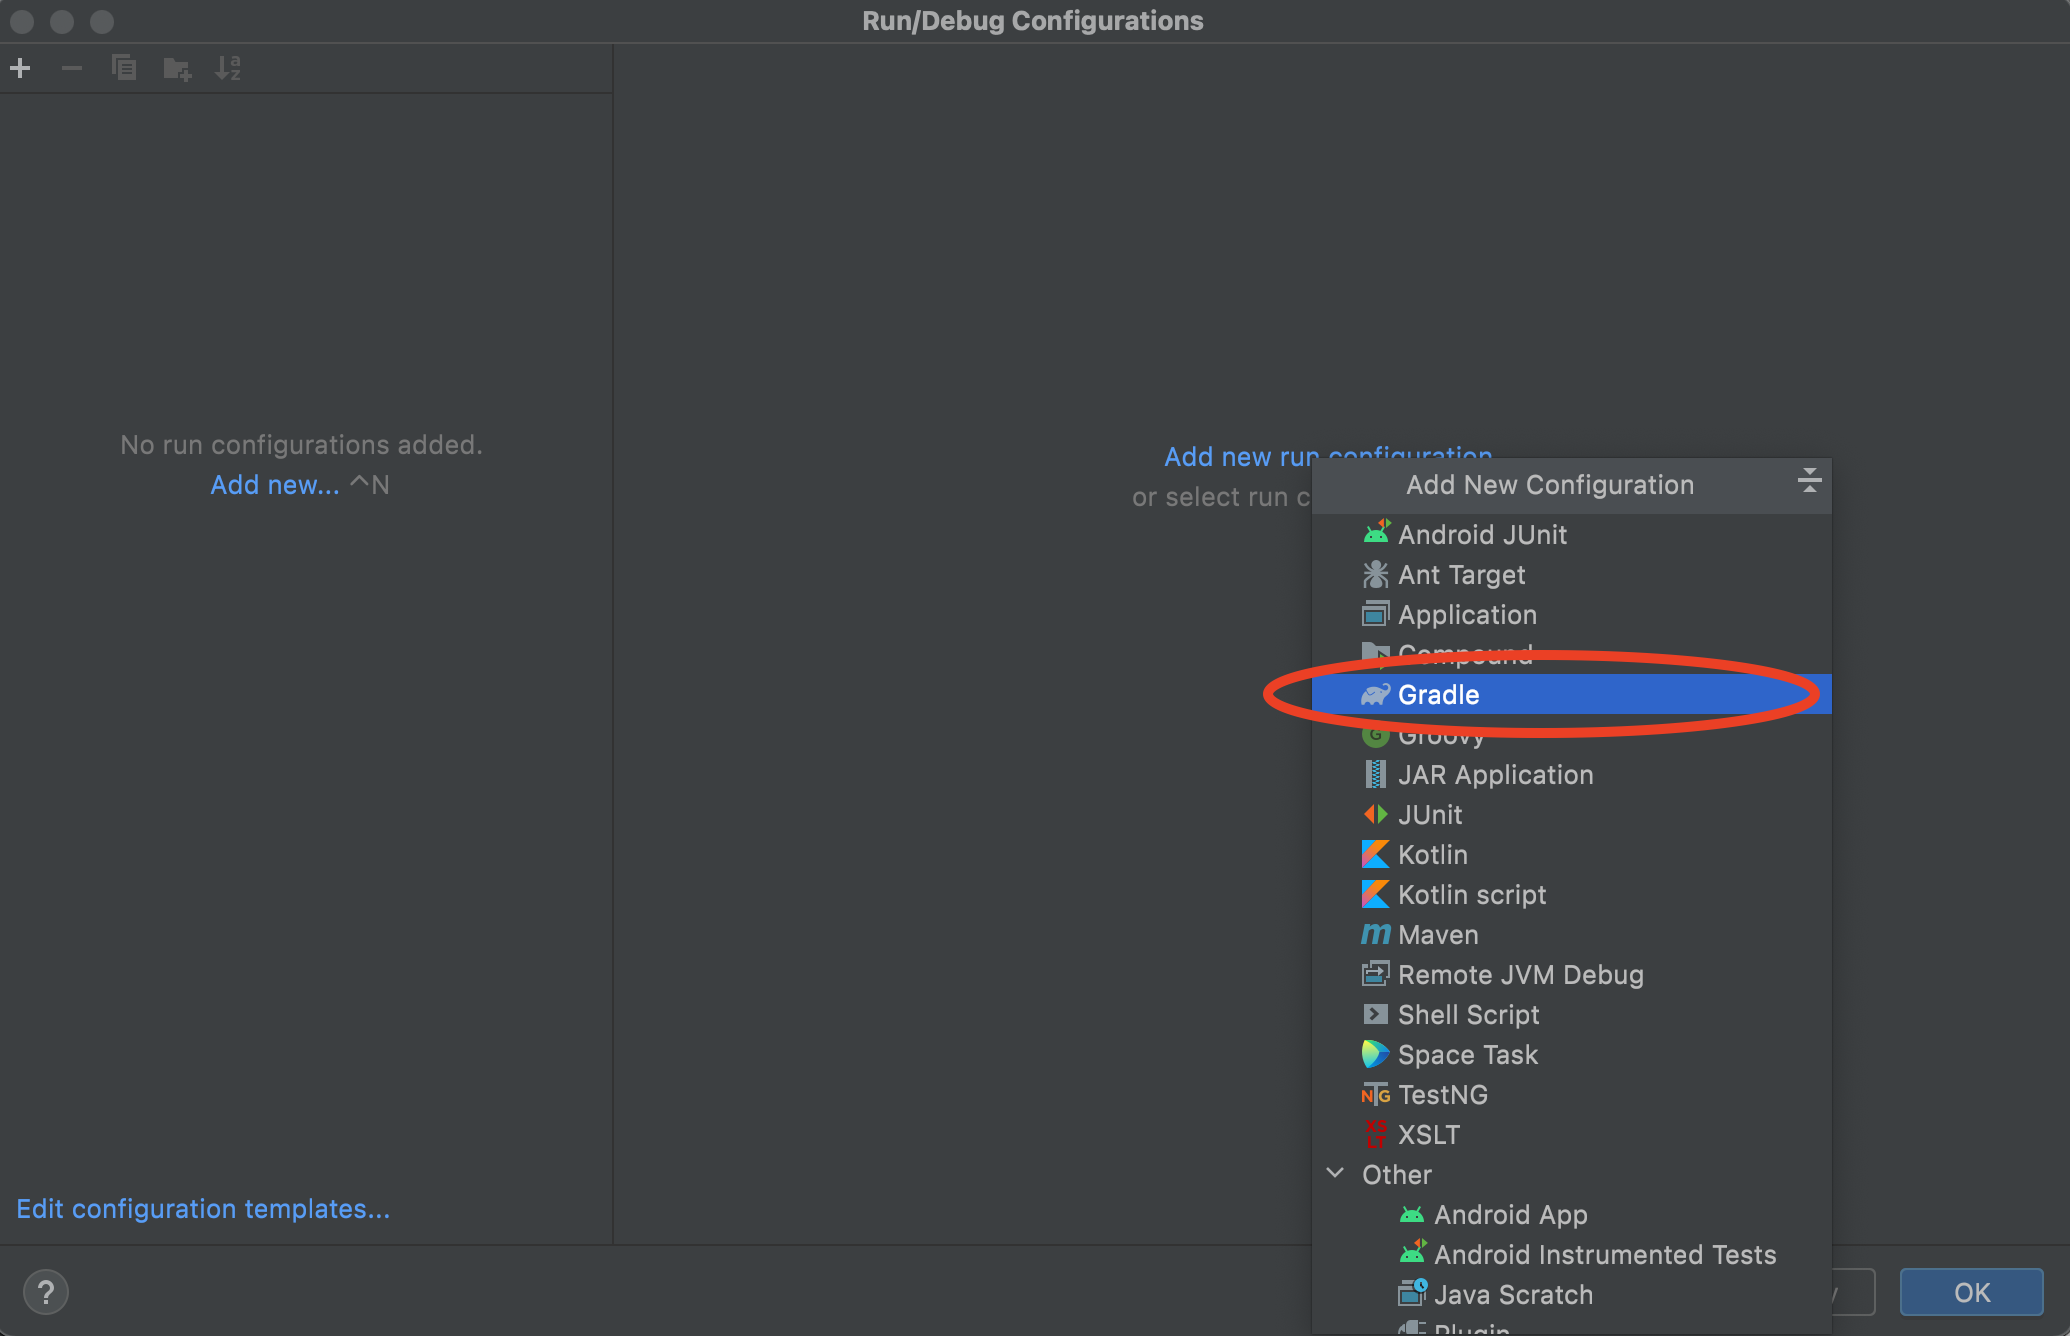 Run/Debug Configurations
No run configurations added.
Add new... ^N
Add new run configuration
or select run c
Add New Configuration
Android JUnit
Ant Target
Application
Compound
Gradle
Groovy
JAR Application
JUnit
Kotlin
Kotlin script
Maven
Remote JVM Debug
Shell Script
Space Task
TestNG
XSLT
Other
Android App
Android Instrumented Tests
Java Scratch
Plugin
Edit configuration templates...
?
OK